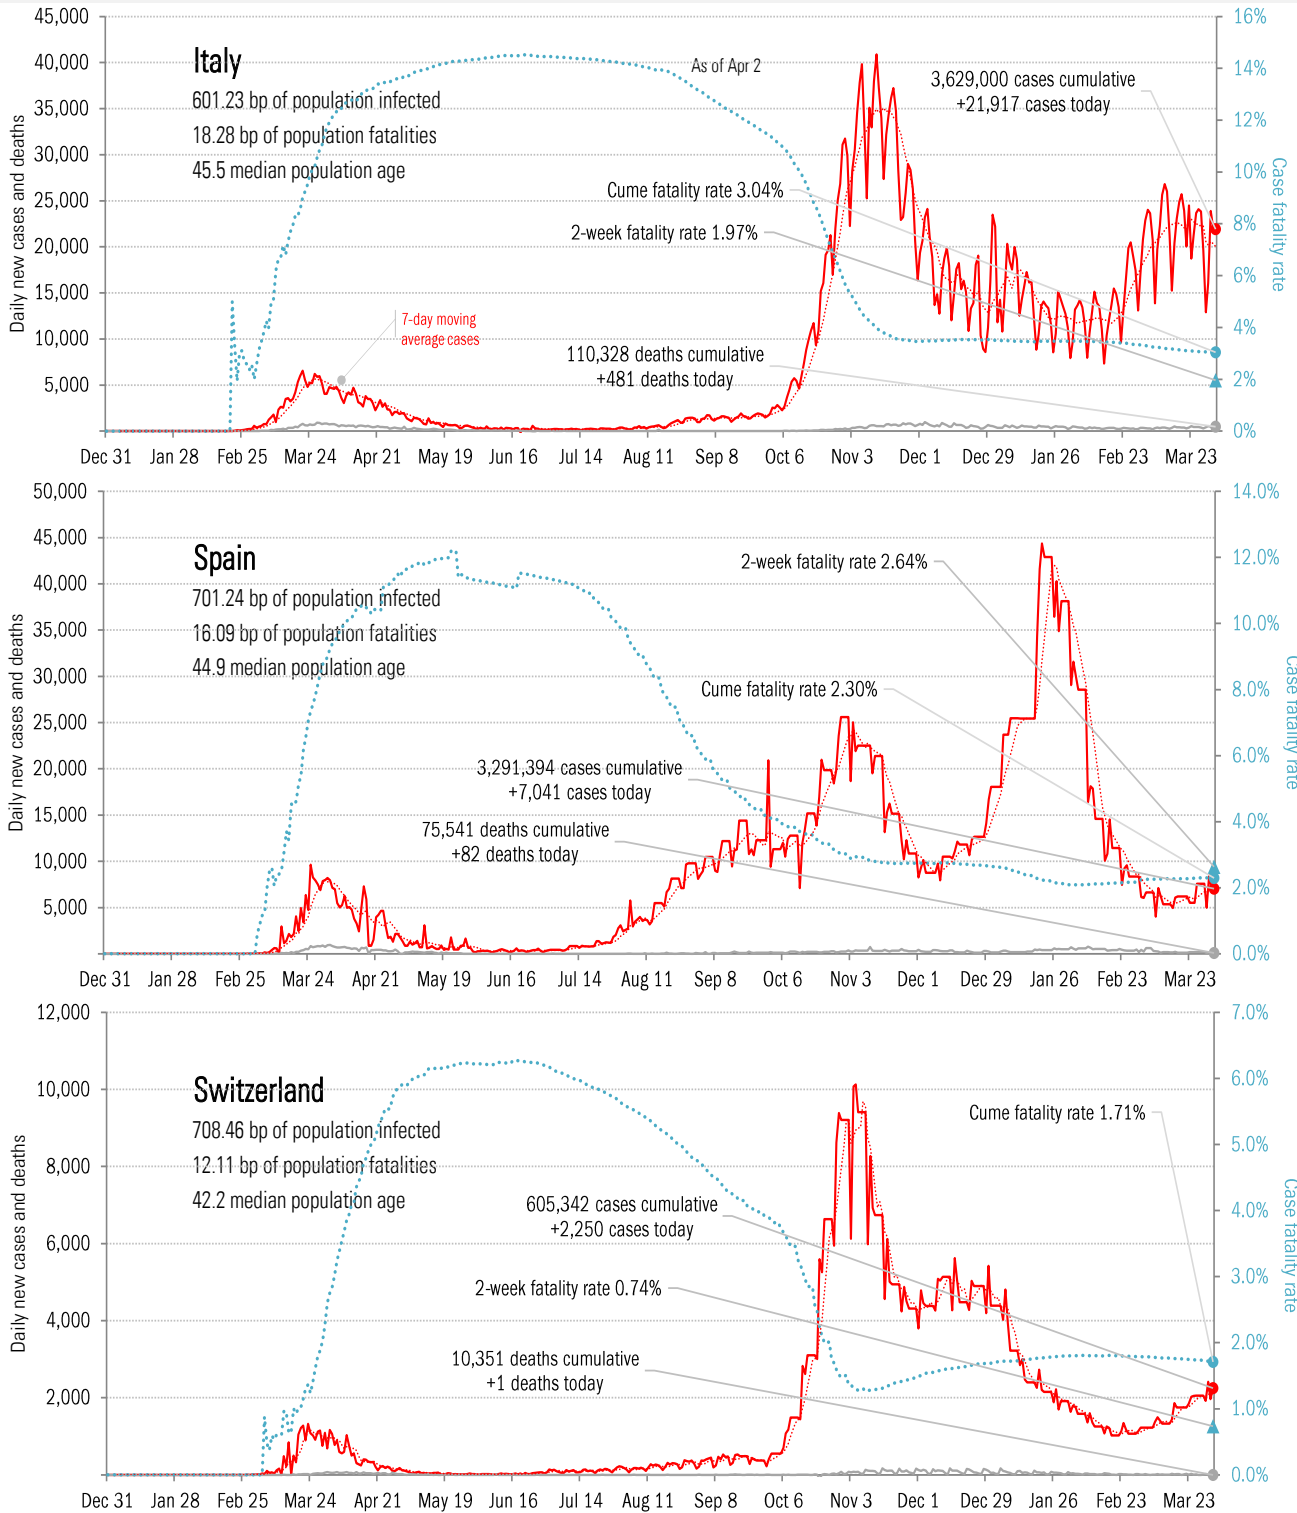 45,000
40,000
35,000
30,000
25,000
20,000
15,000
10,000
5,000
Daily new cases and deaths
Italy
601.23 bp of population infected
18.28 bp of population fatalities
45.5 median population age
As of Apr 2
3,629,000 cases cumulative
+21,917 cases today
Cume fatality rate 3.04%
2-week fatality rate 1.97%
7-day moving
average cases
110,328 deaths cumulative
+481 deaths today
16%
14%
12%
10%
8%
6%
4%
2%
0%
Case fatality rate
Dec 31 Jan 28 Feb 25 Mar 24 Apr 21 May 19 Jun 16 Jul 14 Aug 11 Sep 8 Oct 6 Nov 3 Dec 1 Dec 29 Jan 26 Feb 23 Mar 23
50,000
45,000
40,000
35,000
30,000
25,000
20,000
15,000
10,000
5,000
Daily new cases and deaths
Spain
701.24 bp of population infected
16.09 bp of population fatalities
44.9 median population age
2-week fatality rate 2.64%
Cume fatality rate 2.30%
3,291,394 cases cumulative
+7,041 cases today
75,541 deaths cumulative
+82 deaths today
14.0%
12.0%
10.0%
8.0%
6.0%
4.0%
2.0%
0.0%
Case fatality rate
Dec 31 Jan 28 Feb 25 Mar 24 Apr 21 May 19 Jun 16 Jul 14 Aug 11 Sep 8 Oct 6 Nov 3 Dec 1 Dec 29 Jan 26 Feb 23 Mar 23
12,000
10,000
8,000
6,000
4,000
2,000
Daily new cases and deaths
Switzerland
708.46 bp of population infected
12.11 bp of population fatalities
42.2 median population age
Cume fatality rate 1.71%
605,342 cases cumulative
+2,250 cases today
2-week fatality rate 0.74%
10,351 deaths cumulative
+1 deaths today
7.0%
6.0%
5.0%
4.0%
3.0%
2.0%
1.0%
0.0%
Case fatality rate
Dec 31 Jan 28 Feb 25 Mar 24 Apr 21 May 19 Jun 16 Jul 14 Aug 11 Sep 8 Oct 6 Nov 3 Dec 1 Dec 29 Jan 26 Feb 23 Mar 23